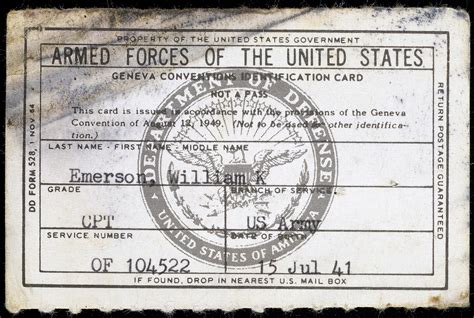 PROPERTY OF THE UNITED STATES GOVERNMENT
ARMED FORCES OF THE UNITED STATES
GENEVA CONVENTIONS IDENTIFICATION CARD
NOT A PASS
This card is issued in accordance with the provisions of the Geneva
Convention of August 12, 1949. (Not to be used for other identifica-
tion.)
LAST NAME - FIRST NAME - MIDDLE NAME
Emerson, William K
GRADE BRANCH OF SERVICE
CPT US Army
SERVICE NUMBER DATE OF BIRTH
OF 104522 15 Jul 41
IF FOUND, DROP IN NEAREST U.S. MAIL BOX
DD FORM 528, 1 NOV 54
RETURN POSTAGE GUARANTEED
DEPARTMENT OF DEFENSE
UNITED STATES OF AMERICA